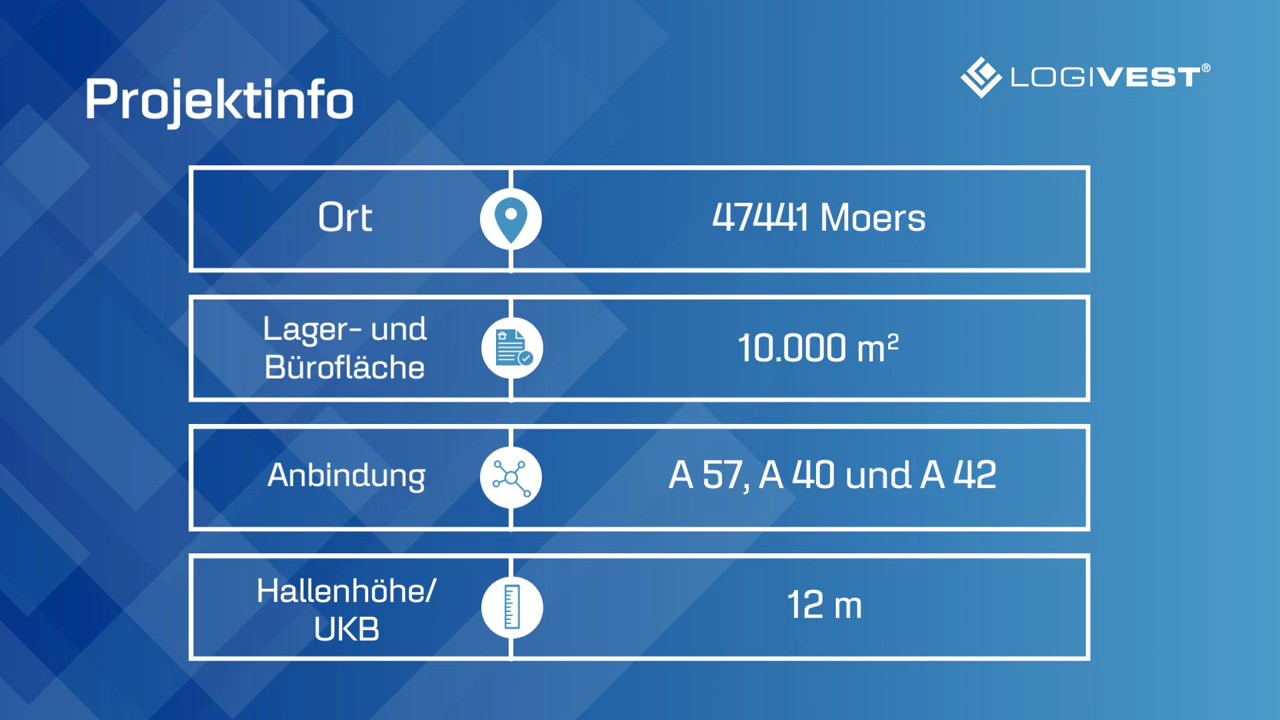 Projektinfo
LOGIVEST®
Ort
47441 Moers
Lager- und
Bürofläche
10.000 m²
Anbindung
A 57, A 40 und A 42
Hallenhöhe/
UKB
12 m